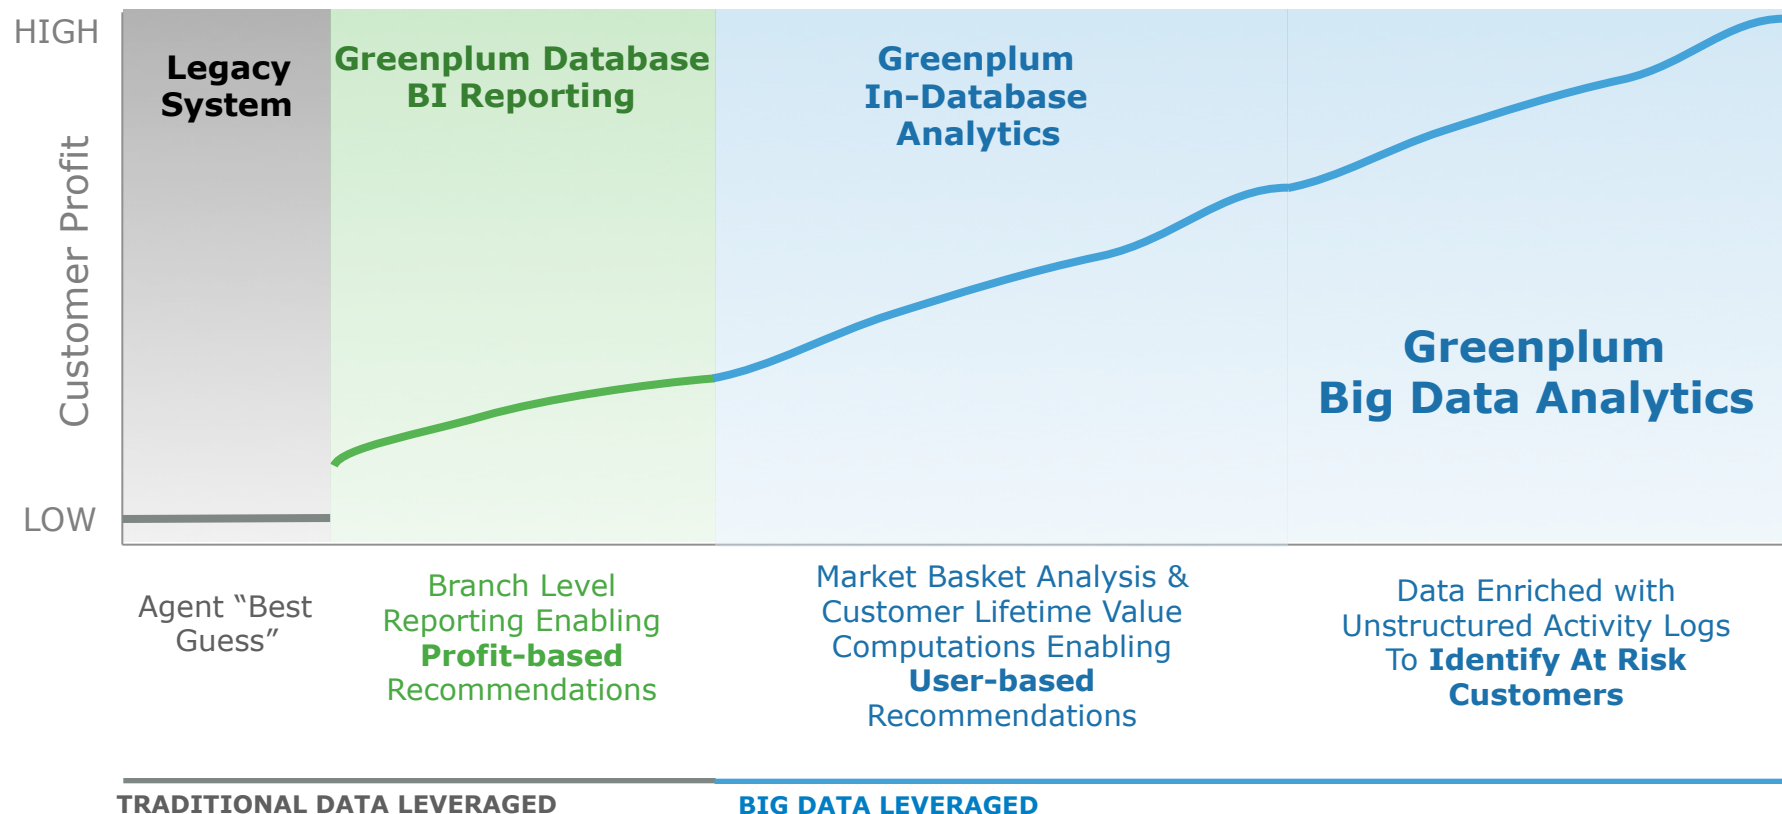 HIGH
Customer Profit
LOW
Legacy
System
Greenplum Database
BI Reporting
Greenplum
In-Database
Analytics
Greenplum
Big Data Analytics
Agent “Best
Guess”
Branch Level
Reporting Enabling
Profit-based
Recommendations
Market Basket Analysis &
Customer Lifetime Value
Computations Enabling
User-based
Recommendations
Data Enriched with
Unstructured Activity Logs
To Identify At Risk
Customers
TRADITIONAL DATA LEVERAGED
BIG DATA LEVERAGED